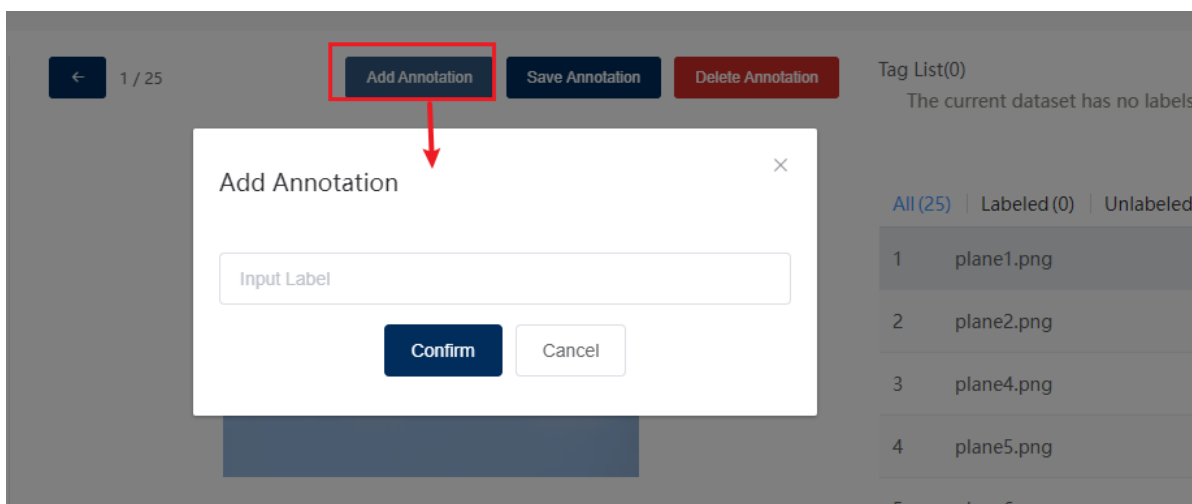 ← 1 / 25
Add Annotation
Save Annotation
Delete Annotation
Tag List(0)
The current dataset has no labels
Add Annotation
×
Input Label
Confirm
Cancel
All (25) | Labeled (0) | Unlabeled
1 plane1.png
2 plane2.png
3 plane4.png
4 plane5.png